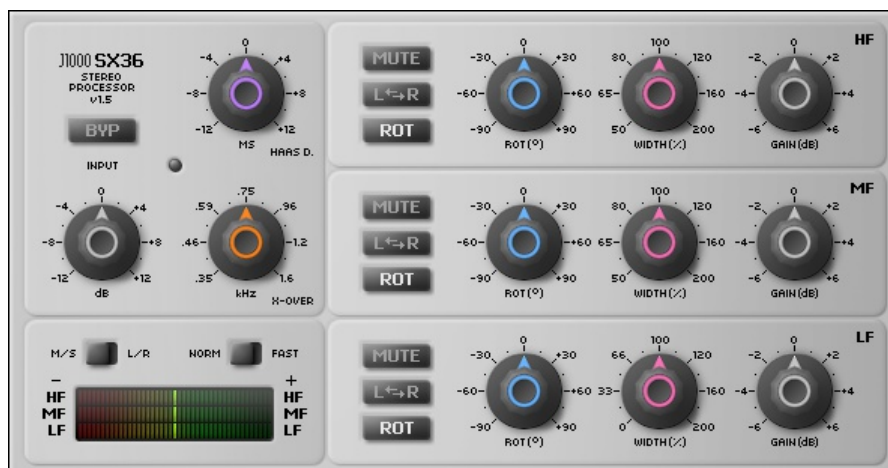 J1000 SX36
STEREO
PROCESSOR
v1.5
BYP
INPUT
-4 0 +4
-8 +8
-12 +12
MS
HAAS D.
-4 0 +4
-8 +8
-12 +12
dB
.59 .75 .96
.46 1.2
.35 1.6
kHz
X-OVER
M/S L/R NORM FAST
- +
HF HF
MF MF
LF LF
HF
MUTE
L⇆R
ROT
-30 0 +30
-60 +60
-90 +90
ROT(º)
80 100 120
65 160
50 200
WIDTH(%)
-2 0 +2
-4 +4
-6 +6
GAIN(dB)
MF
MUTE
L⇆R
ROT
-30 0 +30
-60 +60
-90 +90
ROT(º)
80 100 120
65 160
50 200
WIDTH(%)
-2 0 +2
-4 +4
-6 +6
GAIN(dB)
LF
MUTE
L⇆R
ROT
-30 0 +30
-60 +60
-90 +90
ROT(º)
66 100 120
33 160
0 200
WIDTH(%)
-2 0 +2
-4 +4
-6 +6
GAIN(dB)